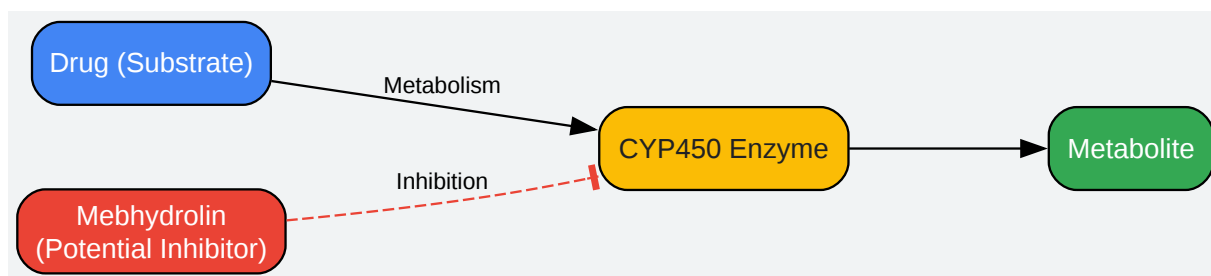 Drug (Substrate)
Metabolism
CYP450 Enzyme
Metabolite
Inhibition
Mebhydrolin
(Potential Inhibitor)